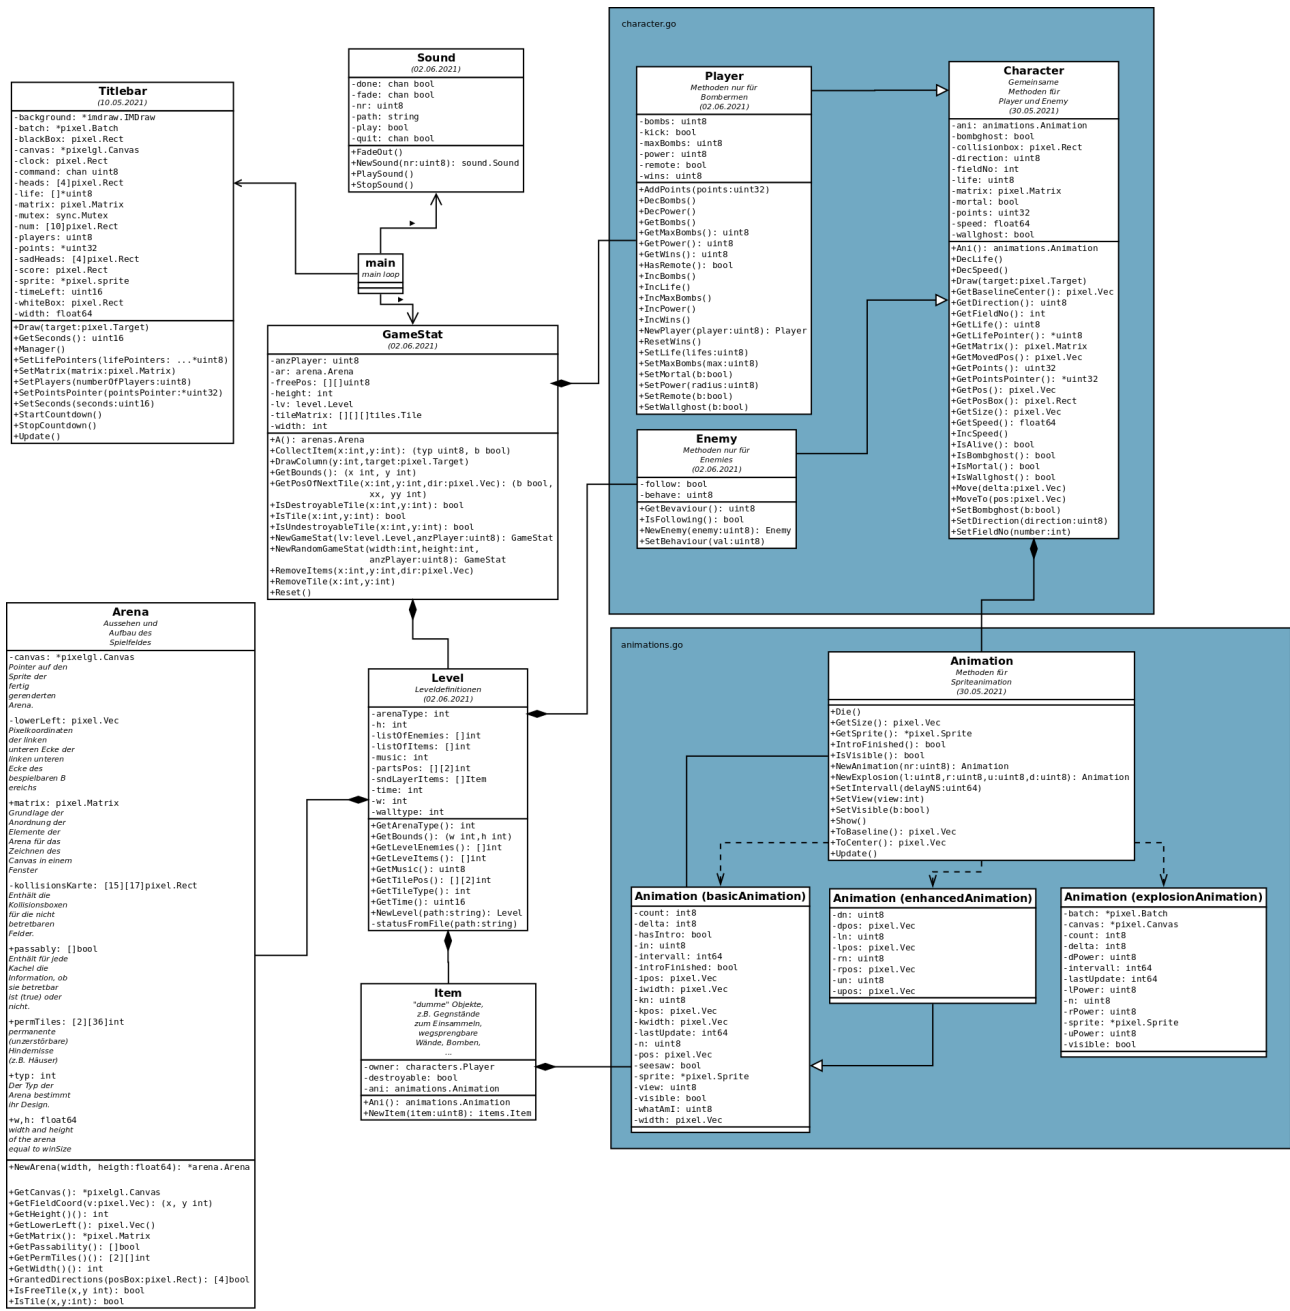 character.go
Sound
(02.06.2021)
-done: chan bool
-fade: chan bool
-nr: uint8
-path: string
-play: bool
-quit: chan bool
+FadeOut()
+NewSound(nr:uint8): sound.Sound
+PlaySound()
+StopSound()
Titlebar
(10.05.2021)
-background: *imdraw.IMDraw
-batch: *pixel.Batch
-blackBox: pixel.Rect
-canvas: *pixelgl.Canvas
-clock: pixel.Rect
-command: chan uint8
-heads: [4]pixel.Rect
-life: []*uint8
-matrix: pixel.Matrix
-mutex: sync.Mutex
-num: [10]pixel.Rect
-players: uint8
-points: *uint32
-sadHeads: [4]pixel.Rect
-score: pixel.Rect
-sprite: *pixel.sprite
-timeLeft: uint16
-whiteBox: pixel.Rect
-width: float64
+Draw(target:pixel.Target)
+GetSeconds(): uint16
+Manager()
+SetLifePointers(lifePointers: ...*uint8)
+SetMatrix(matrix:pixel.Matrix)
+SetPlayers(numberOfPlayers:uint8)
+SetPointsPointer(pointsPointer:*uint32)
+SetSeconds(seconds:uint16)
+StartCountdown()
+StopCountdown()
+Update()
main
main loop
Player
Methoden nur für
Bombermen
(02.06.2021)
-bombs: uint8
-kick: bool
-maxBombs: uint8
-power: uint8
-remote: bool
-wins: uint8
+AddPoints(points:uint32)
+DecBombs()
+DecPower()
+GetBombs()
+GetMaxBombs(): uint8
+GetPower(): uint8
+GetWins(): uint8
+HasRemote(): bool
+IncBombs()
+IncLife()
+IncMaxBombs()
+IncPower()
+IncWins()
+NewPlayer(player:uint8): Player
+ResetWins()
+SetLife(lifes:uint8)
+SetMaxBombs(max:uint8)
+SetMortal(b:bool)
+SetPower(radius:uint8)
+SetRemote(b:bool)
+SetWallghost(b:bool)
Character
Gemeinsame
Methoden für
Player und Enemy
(30.05.2021)
-ani: animations.Animation
-bombghost: bool
-collisionbox: pixel.Rect
-direction: uint8
-fieldNo: int
-life: uint8
-matrix: pixel.Matrix
-mortal: bool
-points: uint32
-speed: float64
-wallghost: bool
+Ani(): animations.Animation
+DecLife()
+DecSpeed()
+Draw(target:pixel.Target)
+GetBaselineCenter(): pixel.Vec
+GetDirection(): uint8
+GetFieldNo(): int
+GetLife(): uint8
+GetLifePointer(): *uint8
+GetMatrix(): pixel.Matrix
+GetMovedPos(): pixel.Vec
+GetPoints(): uint32
+GetPointsPointer(): *uint32
+GetPos(): pixel.Vec
+GetPosBox(): pixel.Rect
+GetSize(): pixel.Vec
+GetSpeed(): float64
+IncSpeed()
+IsAlive(): bool
+IsBombghost(): bool
+IsMortal(): bool
+IsWallghost(): bool
+Move(delta:pixel.Vec)
+MoveTo(pos:pixel.Vec)
+SetBombghost(b:bool)
+SetDirection(direction:uint8)
+SetFieldNo(number:int)
GameStat
(02.06.2021)
-anzPlayer: uint8
-ar: arena.Arena
-freePos: [][]uint8
-height: int
-lv: level.Level
-tileMatrix: [][][]tiles.Tile
-width: int
+A(): arenas.Arena
+CollectItem(x:int,y:int): (typ uint8, b bool)
+DrawColumn(y:int,target:pixel.Target)
+GetBounds(): (x int, y int)
+GetPosOfNextTile(x:int,y:int,dir:pixel.Vec): (b bool,
xx, yy int)
+IsDestroyableTile(x:int,y:int): bool
+IsTile(x:int,y:int): bool
+IsUndestroyableTile(x:int,y:int): bool
+NewGameStat(lv:level.Level,anzPlayer:uint8): GameStat
+NewRandomGameStat(width:int,height:int,
anzPlayer:uint8): GameStat
+RemoveItems(x:int,y:int,dir:pixel.Vec)
+RemoveTile(x:int,y:int)
+Reset()
Enemy
Methoden nur für
Enemies
(02.06.2021)
-follow: bool
-behave: uint8
+GetBevaviour(): uint8
+IsFollowing(): bool
+NewEnemy(enemy:uint8): Enemy
+SetBehaviour(val:uint8)
Arena
Aussehen und
Aufbau des
Spielfeldes
-canvas: *pixelgl.Canvas
Pointer auf den
Sprite der
fertig
gerenderten
Arena.
-lowerLeft: pixel.Vec
Pixelkoordinaten
der linken
unteren Ecke der
linken unteren
Ecke des
bespielbaren B
ereichs
+matrix: pixel.Matrix
Grundlage der
Anordnung der
Elemente der
Arena für das
Zeichnen des
Canvas in einem
Fenster
-kollisionsKarte: [15][17]pixel.Rect
Enthält die
Kollisionsboxen
für die nicht
betretbaren
Felder.
+passably: []bool
Enthält für jede
Kachel die
Information, ob
sie betretbar
ist (true) oder
nicht.
+permTiles: [2][36]int
permanente
(unzerstörbare)
Hindernisse
(z.B. Häuser)
+typ: int
Der Typ der
Arena bestimmt
ihr Design.
+w,h: float64
width and height
of the arena
equal to winSize
+NewArena(width, heigth:float64): *arena.Arena
+GetCanvas(): *pixelgl.Canvas
+GetFieldCoord(v:pixel.Vec): (x, y int)
+GetHeight()(): int
+GetLowerLeft(): pixel.Vec()
+GetMatrix(): *pixel.Matrix
+GetPassability(): []bool
+GetPermTiles()(): [2][]int
+GetWidth()(): int
+GrantedDirections(posBox:pixel.Rect): [4]bool
+IsFreeTile(x,y int): bool
+IsTile(x,y:int): bool
Level
Leveldefinitionen
(02.06.2021)
-arenaType: int
-h: int
-listOfEnemies: []int
-listOfItems: []int
-music: int
-partsPos: [][2]int
-sndLayerItems: []Item
-time: int
-w: int
-walltype: int
+GetArenaType(): int
+GetBounds(): (w int,h int)
+GetLevelEnemies(): []int
+GetLeveItems(): []int
+GetMusic(): uint8
+GetTilePos(): [][2]int
+GetTileType(): int
+GetTime(): uint16
+NewLevel(path:string): Level
-statusFromFile(path:string)
Item
"dumme" Objekte,
z.B. Gegnstände
zum Einsammeln,
wegsprengbare
Wände, Bomben,
...
-owner: characters.Player
-destroyable: bool
-ani: animations.Animation
+Ani(): animations.Animation
+NewItem(item:uint8): items.Item
animations.go
Animation
Methoden für
Spriteanimation
(30.05.2021)
+Die()
+GetSize(): pixel.Vec
+GetSprite(): *pixel.Sprite
+IntroFinished(): bool
+IsVisible(): bool
+NewAnimation(nr:uint8): Animation
+NewExplosion(l:uint8,r:uint8,u:uint8,d:uint8): Animation
+SetIntervall(delayNS:uint64)
+SetView(view:int)
+SetVisible(b:bool)
+Show()
+ToBaseline(): pixel.Vec
+ToCenter(): pixel.Vec
+Update()
Animation (basicAnimation)
-count: int8
-delta: int8
-hasIntro: bool
-in: uint8
-intervall: int64
-introFinished: bool
-ipos: pixel.Vec
-iwidth: pixel.Vec
-kn: uint8
-kpos: pixel.Vec
-kwidth: pixel.Vec
-lastUpdate: int64
-n: uint8
-pos: pixel.Vec
-seesaw: bool
-sprite: *pixel.Sprite
-view: uint8
-visible: bool
-whatAmI: uint8
-width: pixel.Vec
Animation (enhancedAnimation)
-dn: uint8
-dpos: pixel.Vec
-ln: uint8
-lpos: pixel.Vec
-rn: uint8
-rpos: pixel.Vec
-un: uint8
-upos: pixel.Vec
Animation (explosionAnimation)
-batch: *pixel.Batch
-canvas: *pixel.Canvas
-count: int8
-delta: int8
-dPower: uint8
-intervall: int64
-lastUpdate: int64
-lPower: uint8
-n: uint8
-rPower: uint8
-sprite: *pixel.Sprite
-uPower: uint8
-visible: bool